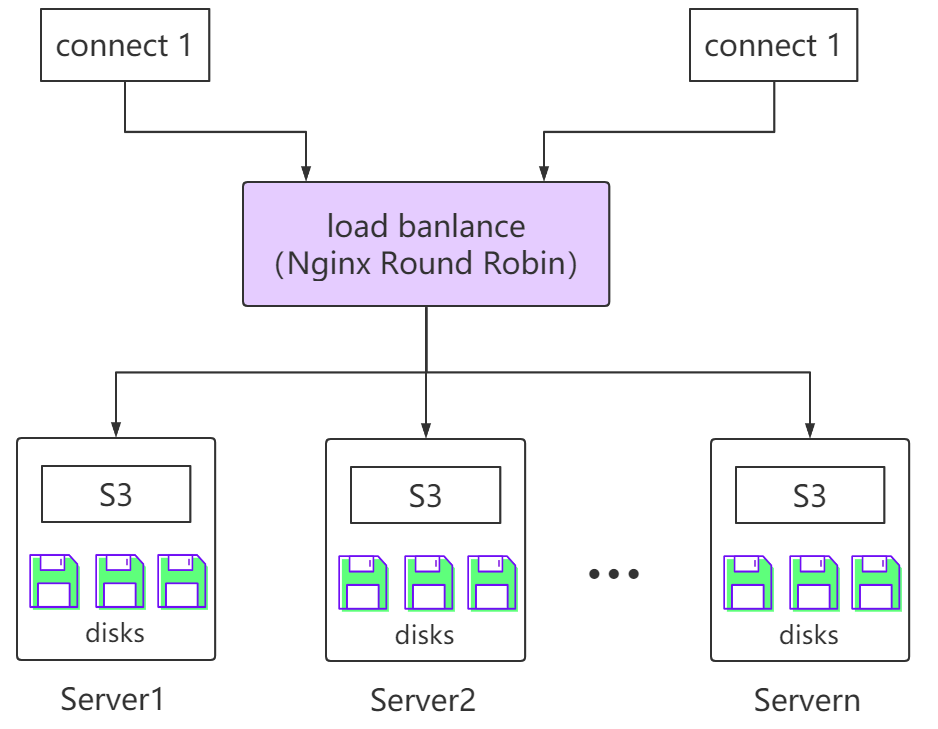 connect 1
connect 1
load banlance
（Nginx Round Robin）
S3
S3
S3
disks
disks
disks
Server1
Server2
Servern